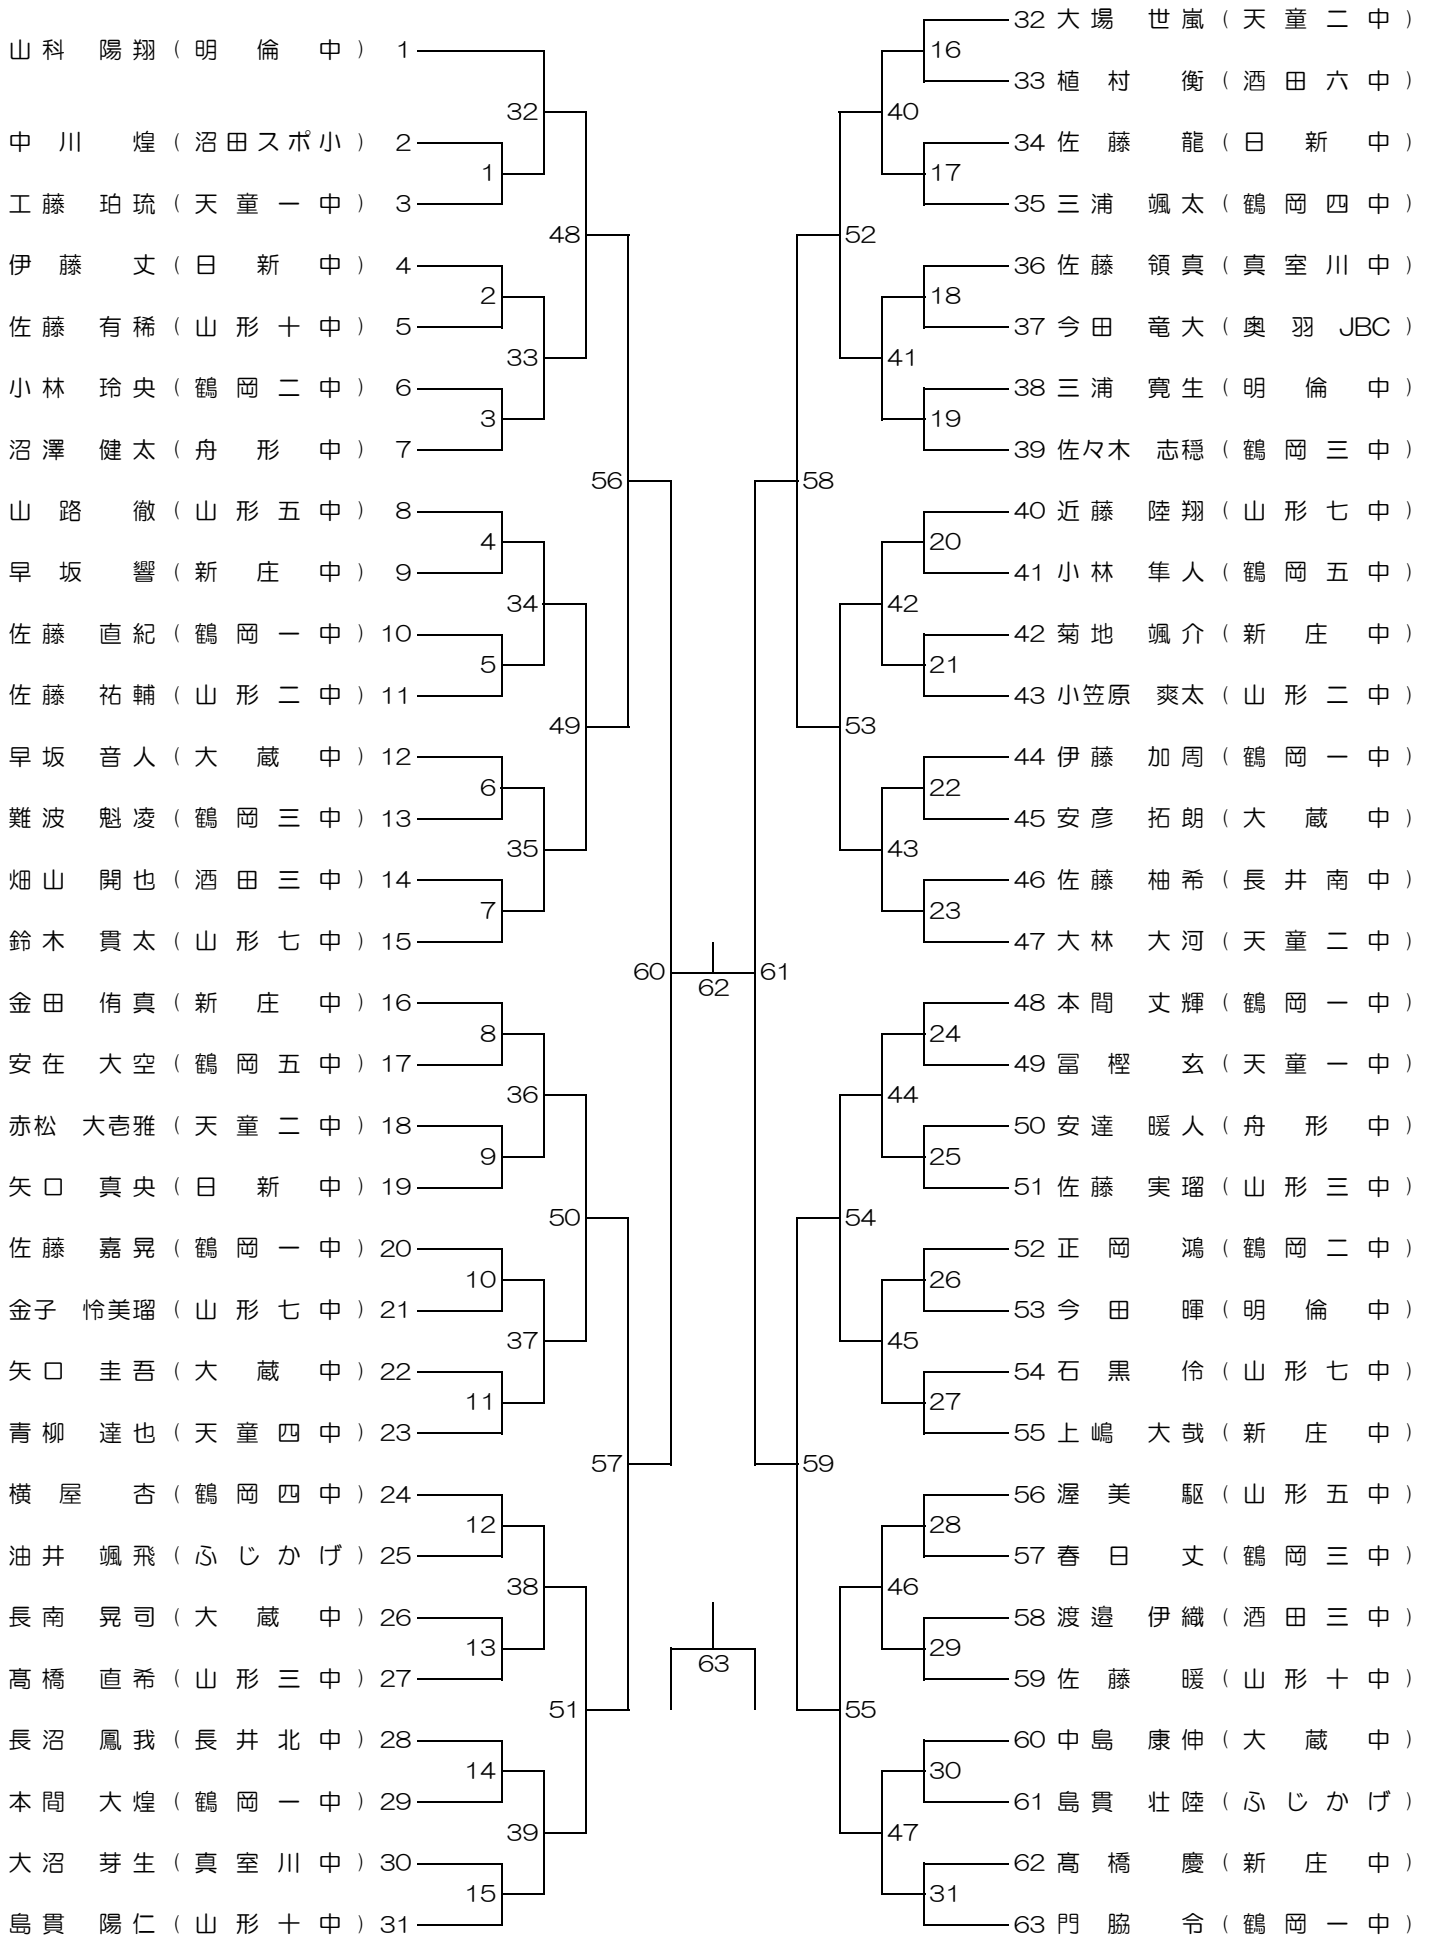 山科 陽翔 (明倫中) 1
中川 煌 (沼田スポ小) 2
工藤 珀琉 (天童一中) 3
伊藤 丈 (日新中) 4
佐藤 有稀 (山形十中) 5
小林 玲央 (鶴岡二中) 6
沼澤 健太 (舟形中) 7
山路 徹 (山形五中) 8
早坂 響 (新庄中) 9
佐藤 直紀 (鶴岡一中) 10
佐藤 祐輔 (山形二中) 11
早坂 音人 (大蔵中) 12
難波 魁凌 (鶴岡三中) 13
畑山 開也 (酒田三中) 14
鈴木 貫太 (山形七中) 15
金田 侑真 (新庄中) 16
安在 大空 (鶴岡五中) 17
赤松 大壱雅 (天童二中) 18
矢口 真央 (日新中) 19
佐藤 嘉晃 (鶴岡一中) 20
金子 怜美瑠 (山形七中) 21
矢口 圭吾 (大蔵中) 22
青柳 達也 (天童四中) 23
横屋 杏 (鶴岡四中) 24
油井 颯飛 (ふじかげ) 25
長南 晃司 (大蔵中) 26
髙橋 直希 (山形三中) 27
長沼 鳳我 (長井北中) 28
本間 大煌 (鶴岡一中) 29
大沼 芽生 (真室川中) 30
島貫 陽仁 (山形十中) 31
1
2
3
4
5
6
7
8
9
10
11
12
13
14
15
32
33
34
35
36
37
38
39
48
49
50
51
56
57
60
62
63
61
58
59
52
53
54
55
40
41
42
43
44
45
46
47
16
17
18
19
20
21
22
23
24
25
26
27
28
29
30
31
32 大場 世嵐 (天童二中)
33 植村 衡 (酒田六中)
34 佐藤 龍 (日新中)
35 三浦 颯太 (鶴岡四中)
36 佐藤 領真 (真室川中)
37 今田 竜大 (奥羽JBC)
38 三浦 寛生 (明倫中)
39 佐々木 志穏 (鶴岡三中)
40 近藤 陸翔 (山形七中)
41 小林 隼人 (鶴岡五中)
42 菊地 颯介 (新庄中)
43 小笠原 爽太 (山形二中)
44 伊藤 加周 (鶴岡一中)
45 安彦 拓朗 (大蔵中)
46 佐藤 柚希 (長井南中)
47 大林 大河 (天童二中)
48 本間 丈輝 (鶴岡一中)
49 冨樫 玄 (天童一中)
50 安達 暖人 (舟形中)
51 佐藤 実瑠 (山形三中)
52 正岡 鴻 (鶴岡二中)
53 今田 暉 (明倫中)
54 石黒 伶 (山形七中)
55 上嶋 大哉 (新庄中)
56 渥美 駆 (山形五中)
57 春日 丈 (鶴岡三中)
58 渡邉 伊織 (酒田三中)
59 佐藤 暖 (山形十中)
60 中島 康伸 (大蔵中)
61 島貫 壮陸 (ふじかげ)
62 髙橋 慶 (新庄中)
63 門脇 令 (鶴岡一中)